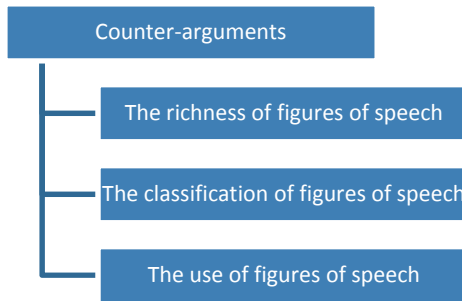 Counter-arguments
The richness of figures of speech
The classification of figures of speech
The use of figures of speech